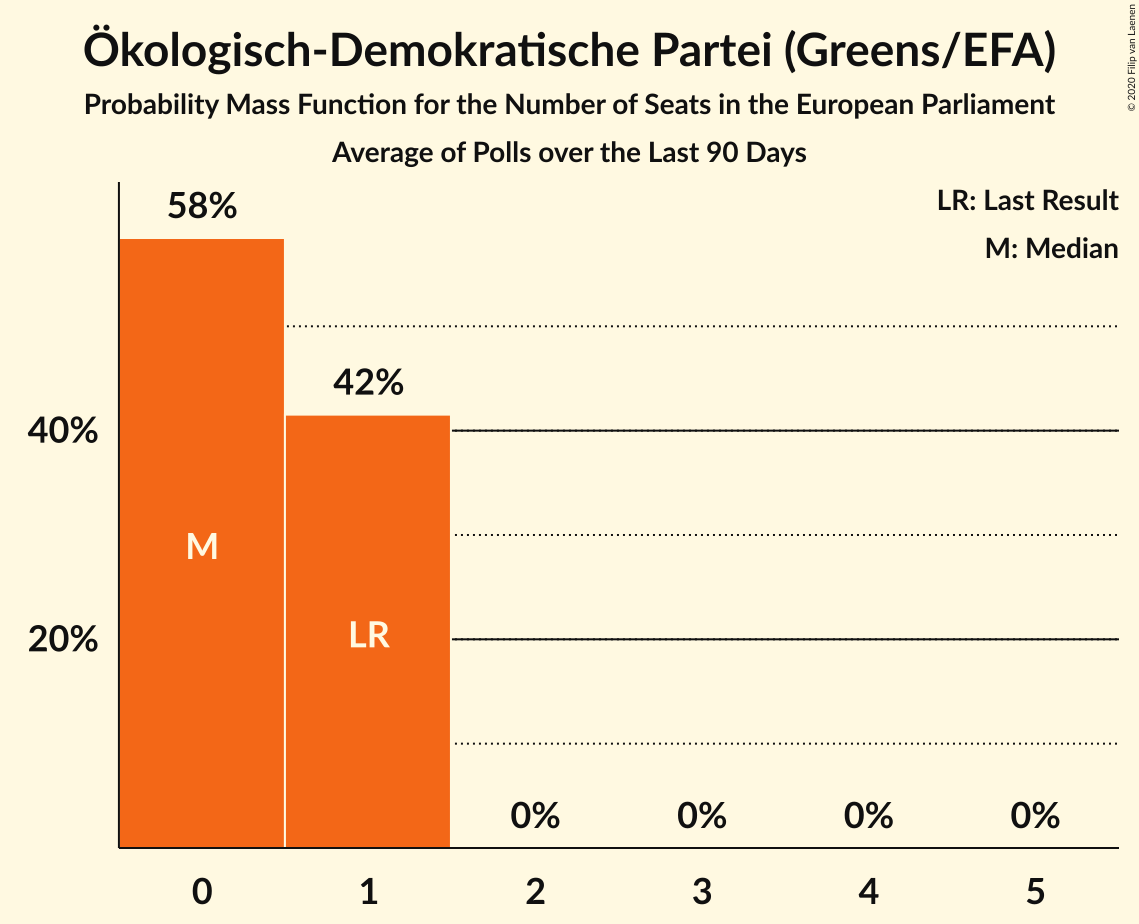 Ökologisch-Demokratische Partei (Greens/EFA)
Probability Mass Function for the Number of Seats in the European Parliament
Average of Polls over the Last 90 Days
© 2020 Filip van Laenen
LR: Last Result
M: Median
58%
42%
40%
20%
M
LR
0%
0%
0%
0%
0
1
2
3
4
5